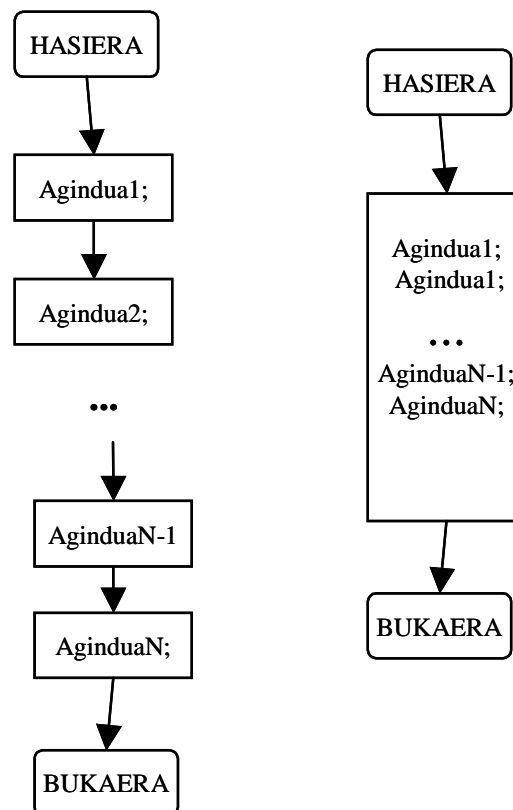 HASIERA
Agindua1;
Agindua2;
...
AginduaN-1
AginduaN;
BUKAERA
HASIERA
Agindua1;
Agindua1;
...
AginduaN-1;
AginduaN;
BUKAERA